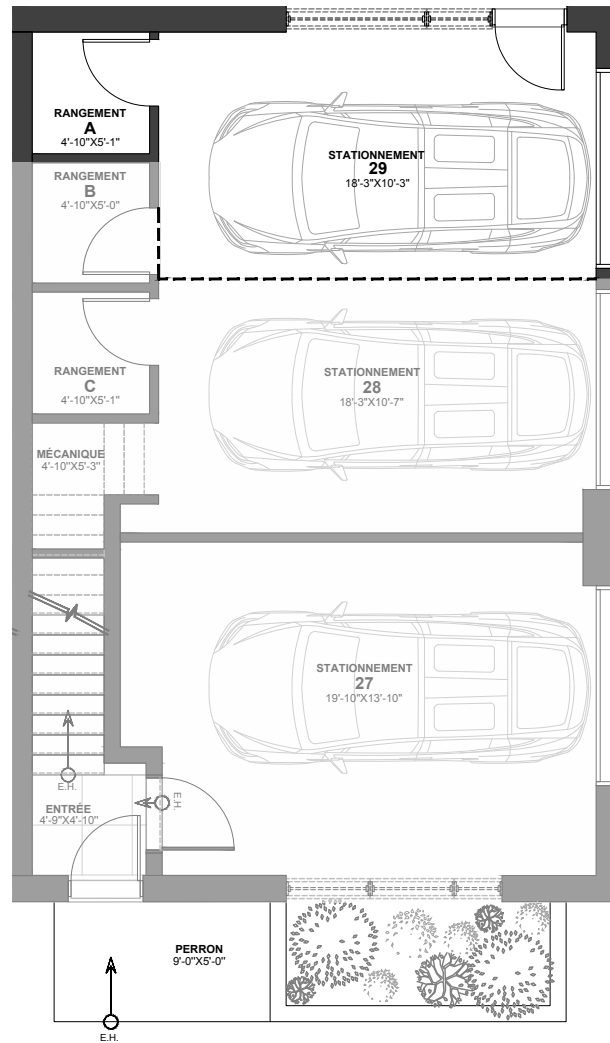 RANGEMENT
A
4'-10"X5'-1"
STATIONNEMENT
29
18'-3"X10'-3"
RANGEMENT
B
4'-10"X5'-0"
RANGEMENT
C
4'-10"X5'-1"
STATIONNEMENT
28
18'-3"X10'-7"
MÉCANIQUE
4'-10"X5'-3"
STATIONNEMENT
27
19'-10"X13'-10"
E.H.
E.H.
ENTRÉE
4'-9"X4'-10"
PERRON
9'-0"X5'-0"
E.H.